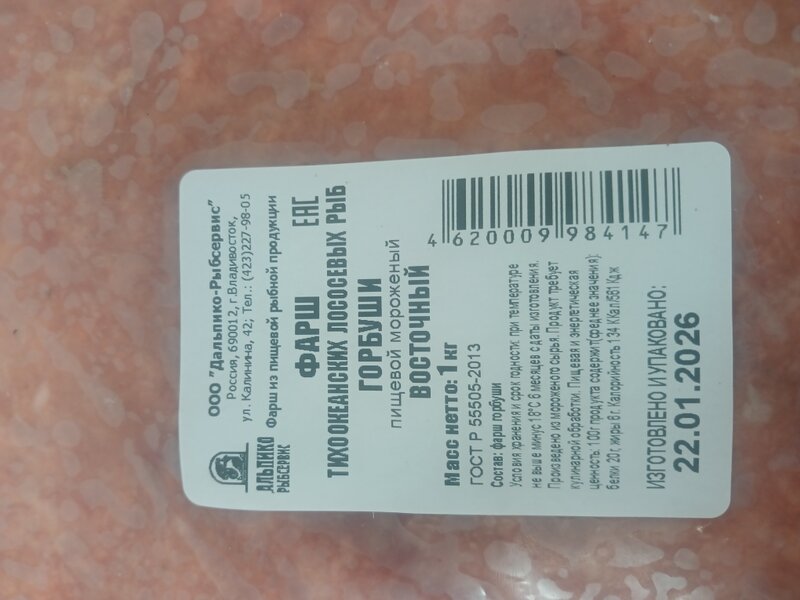 ООО "Дальпико-Рыбсервис"
Россия, 690012, г.Владивосток,
ул. Калинина, 42; Тел.: (423)227-98-05
Фарш из пищевой рыбной продукции
АЛЬПИКО
РЫБСЕРВИС
ФАРШ
ЕАС
ТИХООКЕАНСКИХ ЛОСОСЕВЫХ РЫБ
ГОРБУШИ
пищевой мороженый
ВОСТОЧНЫЙ
Масс нетто: 1 кг
ГОСТ Р 55505-2013
Состав: фарш горбуши
Условия хранения и срок годности: при температуре
не выше минус 18°С 6 месяцев с даты изготовления.
Произведено из мороженого сырья. Продукт требует
кулинарной обработки. Пищевая и энергетическая
ценность: 100г продукта содержит(среднее значения):
белки 20г, жиры 6г. Калорийность 134 ККал/561 Кдж
4 620009 984147
ИЗГОТОВЛЕНО И УПАКОВАНО:
22.01.2026